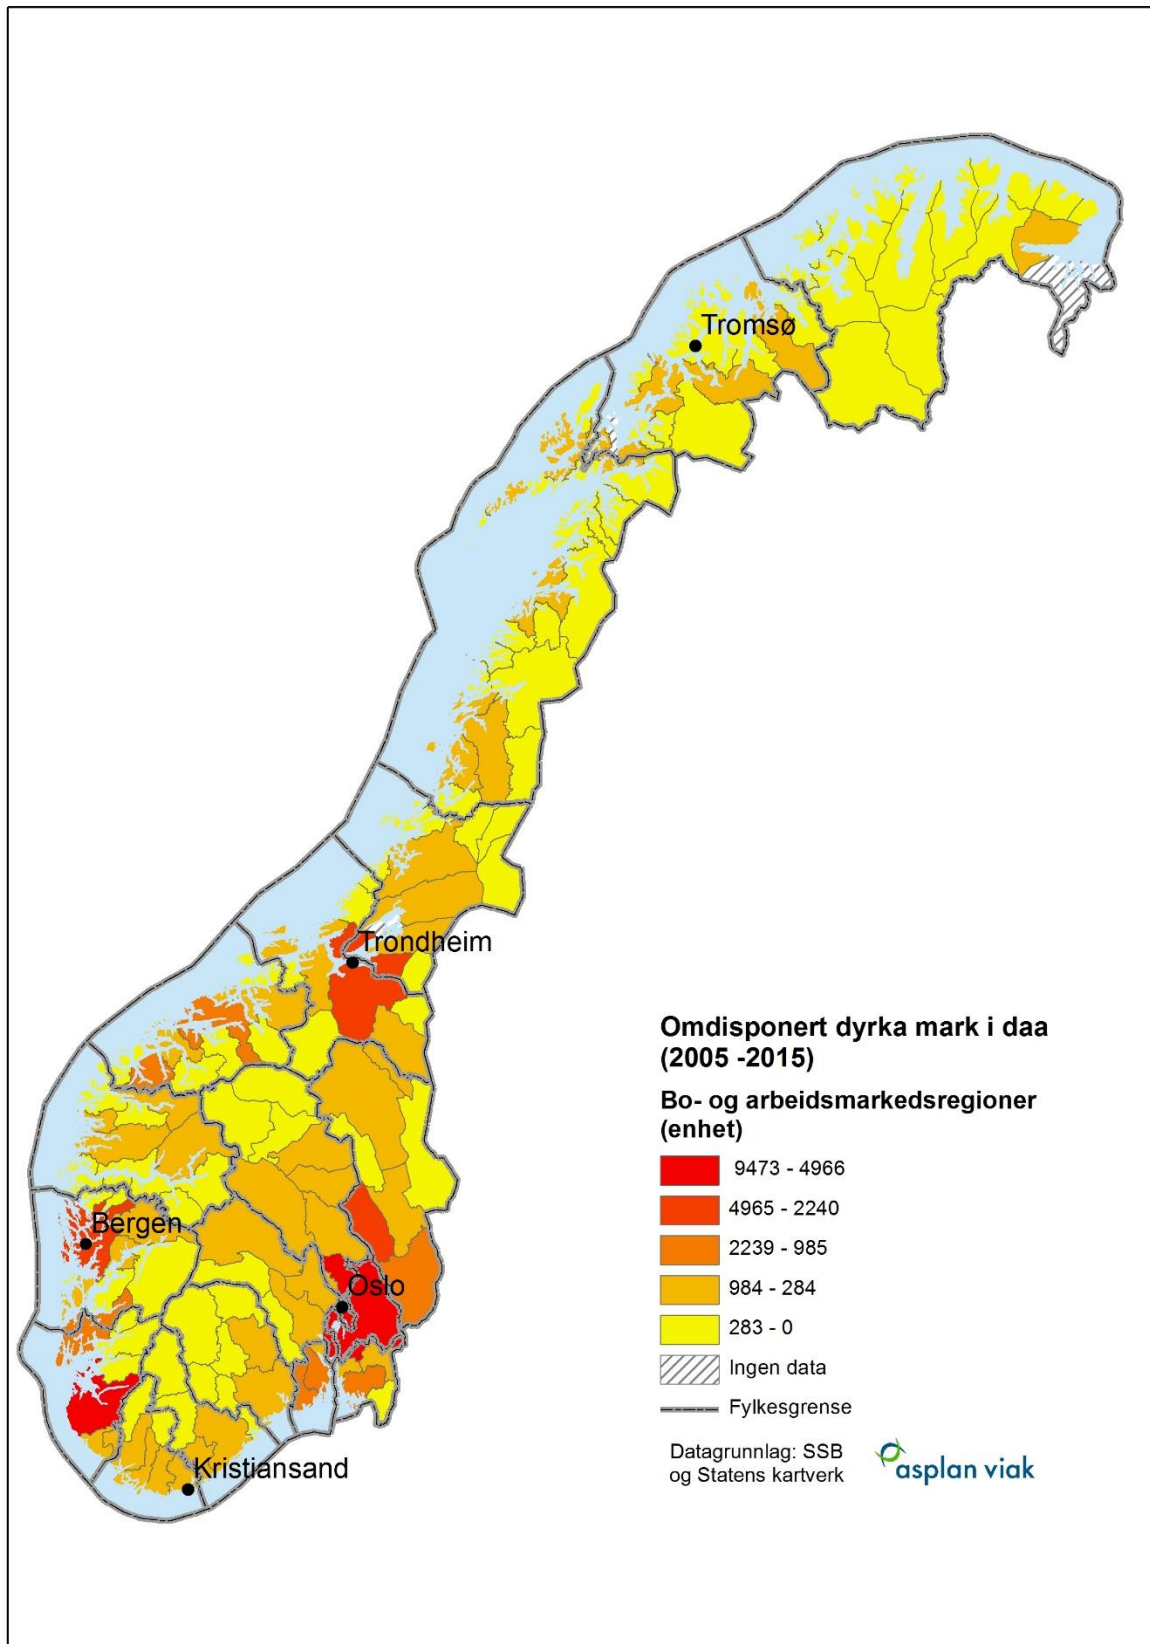 Tromsø
Trondheim
Bergen
Oslo
Kristiansand
Omdisponert dyrka mark i daa
(2005 -2015)
Bo- og arbeidsmarkedsregioner
(enhet)
9473 - 4966
4965 - 2240
2239 - 985
984 - 284
283 - 0
Ingen data
Fylkesgrense
Datagrunnlag: SSB
og Statens kartverk
asplan viak